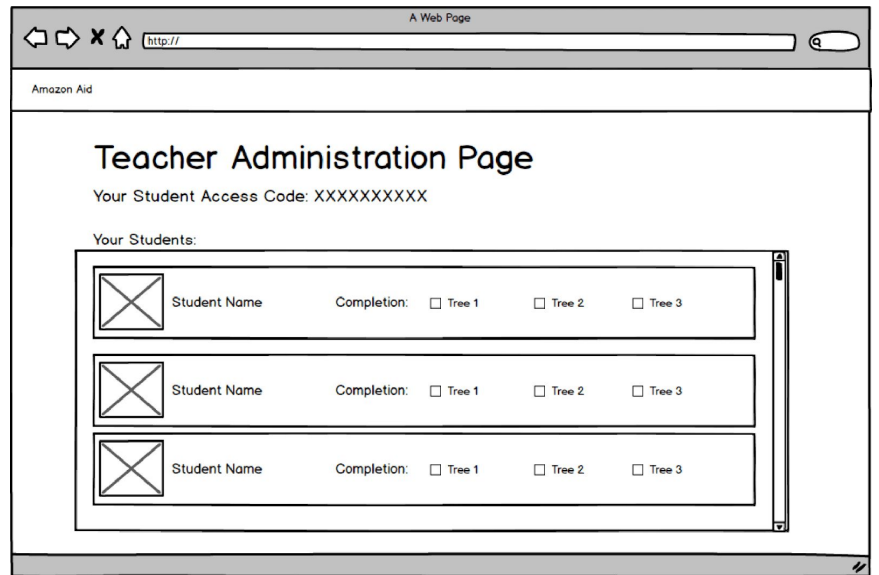 A Web Page
http://
Amazon Aid
Teacher Administration Page
Your Student Access Code: XXXXXXXXXX
Your Students:
Student Name Completion: Tree 1 Tree 2 Tree 3
Student Name Completion: Tree 1 Tree 2 Tree 3
Student Name Completion: Tree 1 Tree 2 Tree 3